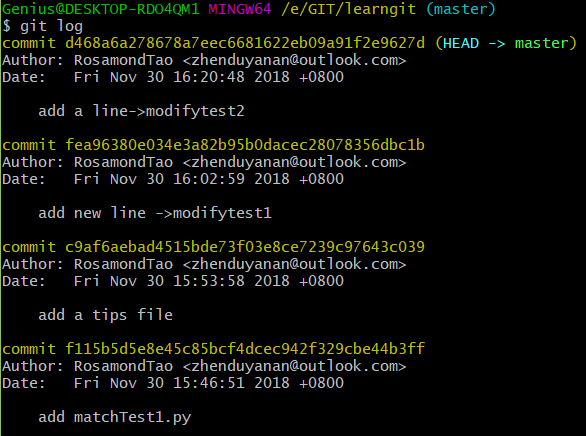 Genius@DESKTOP-RDO4QM1 MINGW64 /e/GIT/learngit (master)
$ git log
commit d468a6a278678a7eec6681622eb09a91f2e9627d (HEAD -> master)
Author: RosamondTao <zhenduyanan@outlook.com>
Date:   Fri Nov 30 16:20:48 2018 +0800

    add a line->modifytest2

commit fea96380e034e3a82b95b0dacec28078356dbc1b
Author: RosamondTao <zhenduyanan@outlook.com>
Date:   Fri Nov 30 16:02:59 2018 +0800

    add new line ->modifytest1

commit c9af6aebad4515bde73f03e8ce7239c97643c039
Author: RosamondTao <zhenduyanan@outlook.com>
Date:   Fri Nov 30 15:53:58 2018 +0800

    add a tips file

commit f115b5d5e8e45c85bcf4dcec942f329cbe44b3ff
Author: RosamondTao <zhenduyanan@outlook.com>
Date:   Fri Nov 30 15:46:51 2018 +0800

    add matchTest1.py